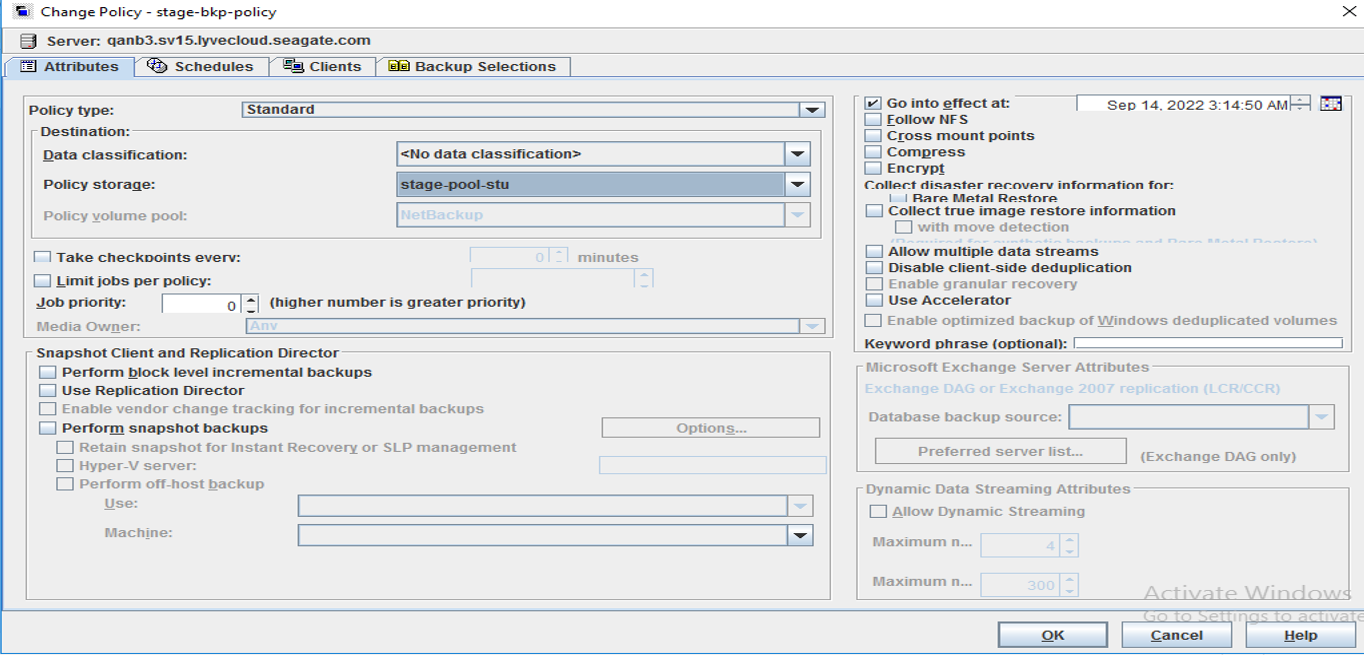 Change Policy - stage-bkp-policy
Server: qanb3.sv15.lyvecloud.seagate.com
Attributes Schedules Clients Backup Selections
Policy type: Standard
Destination:
Data classification: <No data classification>
Policy storage: stage-pool-stu
Policy volume pool: NetBackup
Take checkpoints every: 0 minutes
Limit jobs per policy:
Job priority: 0 (higher number is greater priority)
Media Owner: Any
Snapshot Client and Replication Director
Perform block level incremental backups
Use Replication Director
Enable vendor change tracking for incremental backups
Perform snapshot backups Options...
Retain snapshot for Instant Recovery or SLP management
Hyper-V server:
Perform off-host backup
Use:
Machine:
Go into effect at: Sep 14, 2022 3:14:50 AM
Follow NFS
Cross mount points
Compress
Encrypt
Collect disaster recovery information for:
Bare Metal Restore
Collect true image restore information
with move detection
(Required for synthetic backups and Bare Metal Restore)
Allow multiple data streams
Disable client-side deduplication
Enable granular recovery
Use Accelerator
Enable optimized backup of Windows deduplicated volumes
Keyword phrase (optional):
Microsoft Exchange Server Attributes
Exchange DAG or Exchange 2007 replication (LCR/CCR)
Database backup source:
Preferred server list... (Exchange DAG only)
Dynamic Data Streaming Attributes
Allow Dynamic Streaming
Maximum n... 4
Maximum n... 300
Activate Windows
Go to Settings to activate
OK Cancel Help